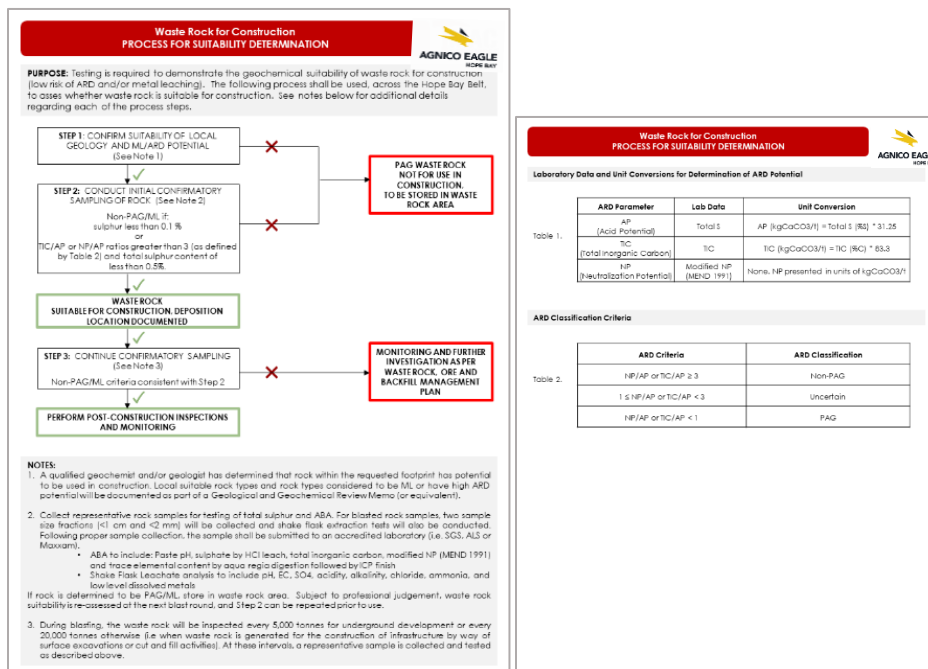 Waste Rock for Construction
PROCESS FOR SUITABILITY DETERMINATION
AGNICO EAGLE
HOPE BAY
PURPOSE: Testing is required to demonstrate the geochemical suitability of waste rock for construction
(low risk of ARD and/or metal leaching). The following process shall be used, across the Hope Bay Belt,
to asses whether waste rock is suitable for construction. See notes below for additional details
regarding each of the process steps.
STEP 1: CONFIRM SUITABILITY OF LOCAL
GEOLOGY AND ML/ARD POTENTIAL
(See Note 1)
PAG WASTE ROCK
NOT FOR USE IN
CONSTRUCTION.
TO BE STORED IN WASTE
ROCK AREA
STEP 2: CONDUCT INITIAL CONFIRMATORY
SAMPLING OF ROCK (See Note 2)
Non-PAG/ML if:
sulphur less than 0.1 %
or
TIC/AP or NP/AP ratios greater than 3 (as defined
by Table 2) and total sulphur content of
less than 0.5%.
WASTE ROCK
SUITABLE FOR CONSTRUCTION, DEPOSITION
LOCATION DOCUMENTED
STEP 3: CONTINUE CONFIRMATORY SAMPLING
(See Note 3)
Non-PAG/ML criteria consistent with Step 2
MONITORING AND FURTHER
INVESTIGATION AS PER
WASTE ROCK, ORE AND
BACKFILL MANAGEMENT
PLAN
PERFORM POST-CONSTRUCTION INSPECTIONS
AND MONITORING
NOTES:
1. A qualified geochemist and/or geologist has determined that rock within the requested footprint has potential
to be used in construction. Local suitable rock types and rock types considered to be ML or have high ARD
potential will be documented as part of a Geological and Geochemical Review Memo (or equivalent).
2. Collect representative rock samples for testing of total sulphur and ABA. For blasted rock samples, two sample
size fractions (<1 cm and <2 mm) will be collected and shake flask extraction tests will also be conducted.
Following proper sample collection, the sample shall be submitted to an accredited laboratory (i.e. SGS, ALS or
Maxxam).
• ABA to include: Paste pH, sulphate by HCl leach, total inorganic carbon, modified NP (MEND 1991)
and trace elemental content by aqua regia digestion followed by ICP finish
• Shake Flask Leachate analysis to include pH, EC, SO4, acidity, alkalinity, chloride, ammonia, and
low level dissolved metals
If rock is determined to be PAG/ML, store in waste rock area. Subject to profesional judgement, waste rock
suitability is re-assessed at the next blast round, and Step 2 can be repeated prior to use.
3. During blasting, the waste rock will be inspected every 5,000 tonnes for underground development or every
20,000 tonnes otherwise (i.e when waste rock is generated for the construction of infrastructure by way of
surface excavations or cut and fill activities). At these intervals, a representative sample is collected and tested
as described above.
Waste Rock for Construction
PROCESS FOR SUITABILITY DETERMINATION
AGNICO EAGLE
Laboratory Data and Unit Conversions for Determination of ARD Potential
Table 1.
ARD Parameter Lab Data Unit Conversion
AP
(Acid Potential) Total S AP (kgCaCO3/t) = Total S (%S) * 31.25
TIC
(Total Inorganic Carbon) TIC TIC (kgCaCO3/t) = TIC (%C) * 83.3
NP
(Neutralization Potential) Modified NP
(MEND 1991) None, NP presented in units of kgCaCO3/t
ARD Classification Criteria
Table 2.
ARD Criteria ARD Classification
NP/AP or TIC/AP ≥ 3 Non-PAG
1 ≤ NP/AP or TIC/AP < 3 Uncertain
NP/AP or TIC/AP < 1 PAG